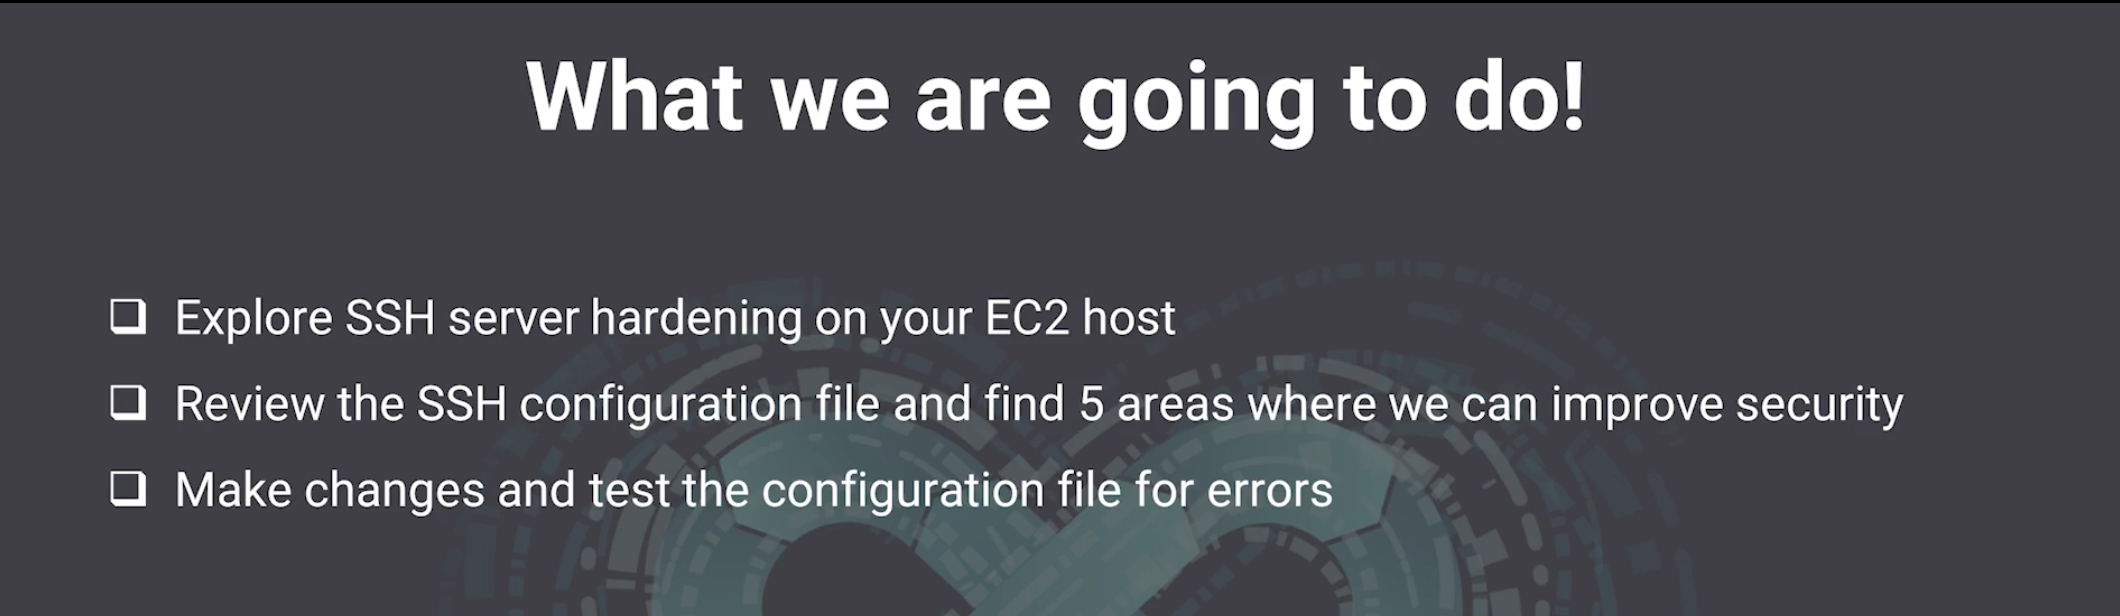 What we are going to do!
❑ Explore SSH server hardening on your EC2 host
❑ Review the SSH configuration file and find 5 areas where we can improve security
❑ Make changes and test the configuration file for errors